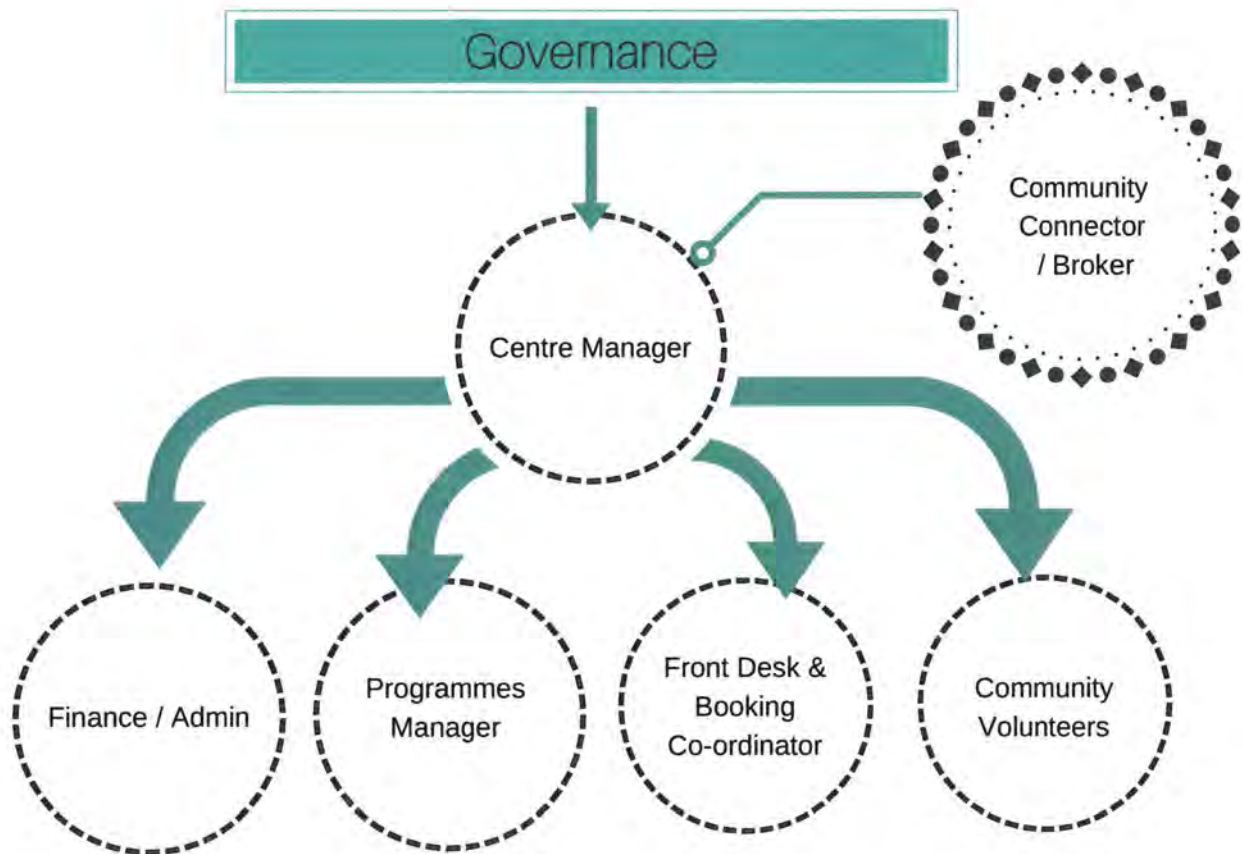 Governance
Community
Connector
/ Broker
Centre Manager
Finance / Admin
Programmes
Manager
Front Desk &
Booking
Co-ordinator
Community
Volunteers